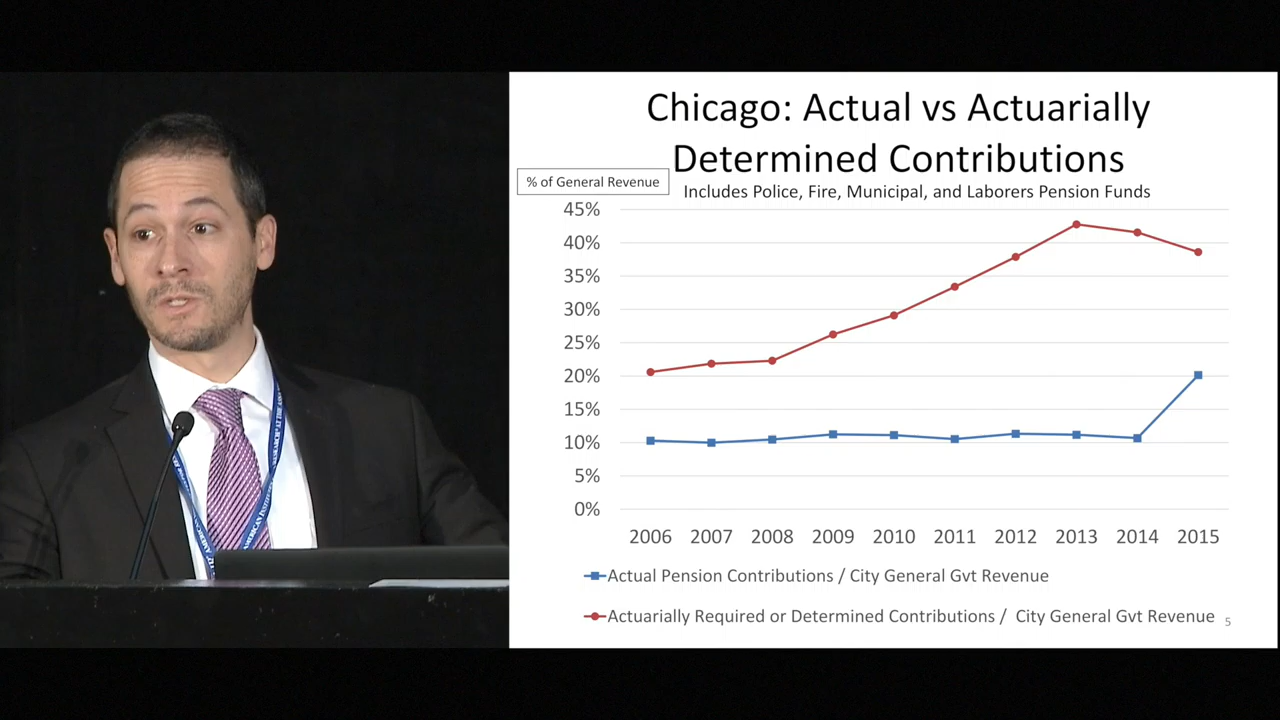 Chicago: Actual vs Actuarially
Determined Contributions
% of General Revenue
Includes Police, Fire, Municipal, and Laborers Pension Funds
45%
40%
35%
30%
25%
20%
15%
10%
5%
0%
2006 2007 2008 2009 2010 2011 2012 2013 2014 2015
Actual Pension Contributions / City General Gvt Revenue
Actuarially Required or Determined Contributions / City General Gvt Revenue
5
AMERICAN INSTITUTE